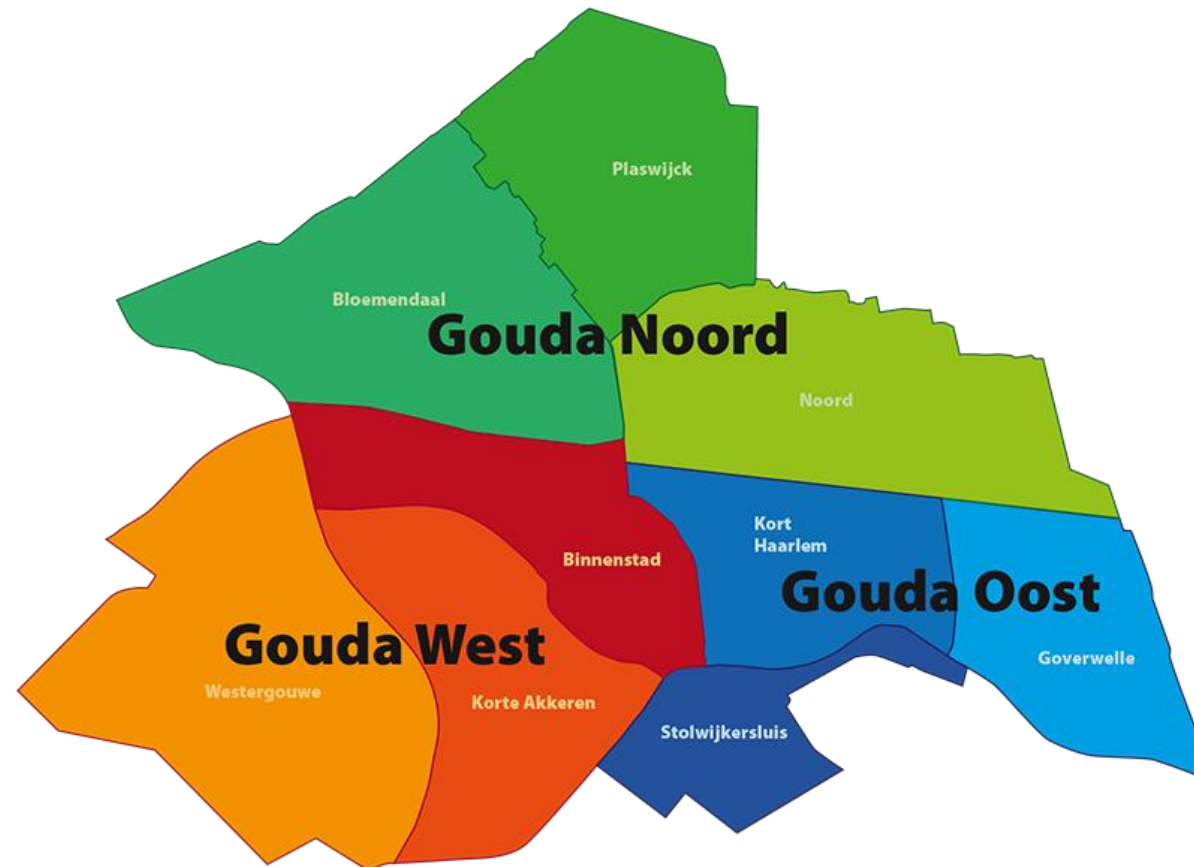 Plaswijck
Bloemendaal
Gouda Noord
Noord
Kort
Haarlem
Binnenstad
Gouda Oost
Gouda West
Goverwelle
Westergouwe
Korte Akkeren
Stolwijkersluis